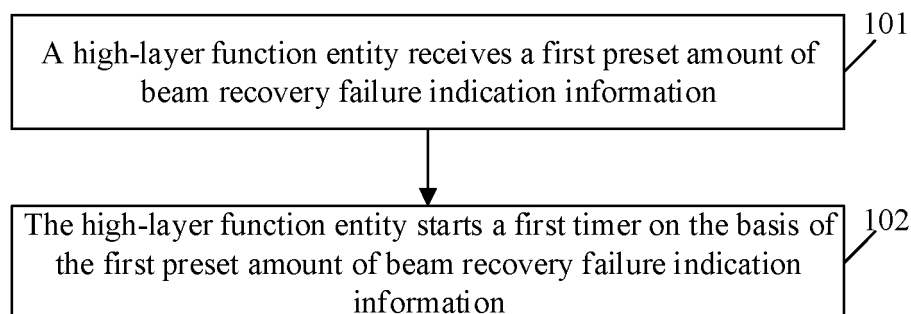 101
A high-layer function entity receives a first preset amount of
beam recovery failure indication information
102
The high-layer function entity starts a first timer on the basis of
the first preset amount of beam recovery failure indication
information